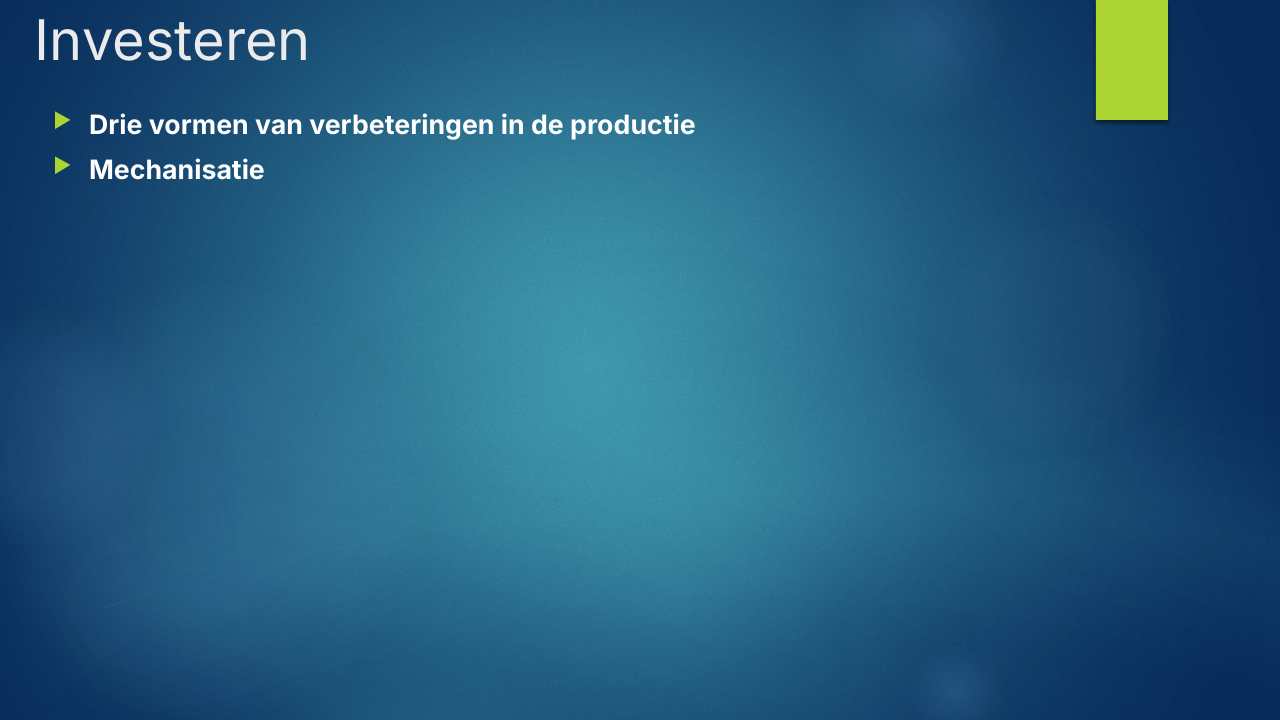 Investeren
Drie vormen van verbeteringen in de productie
Mechanisatie